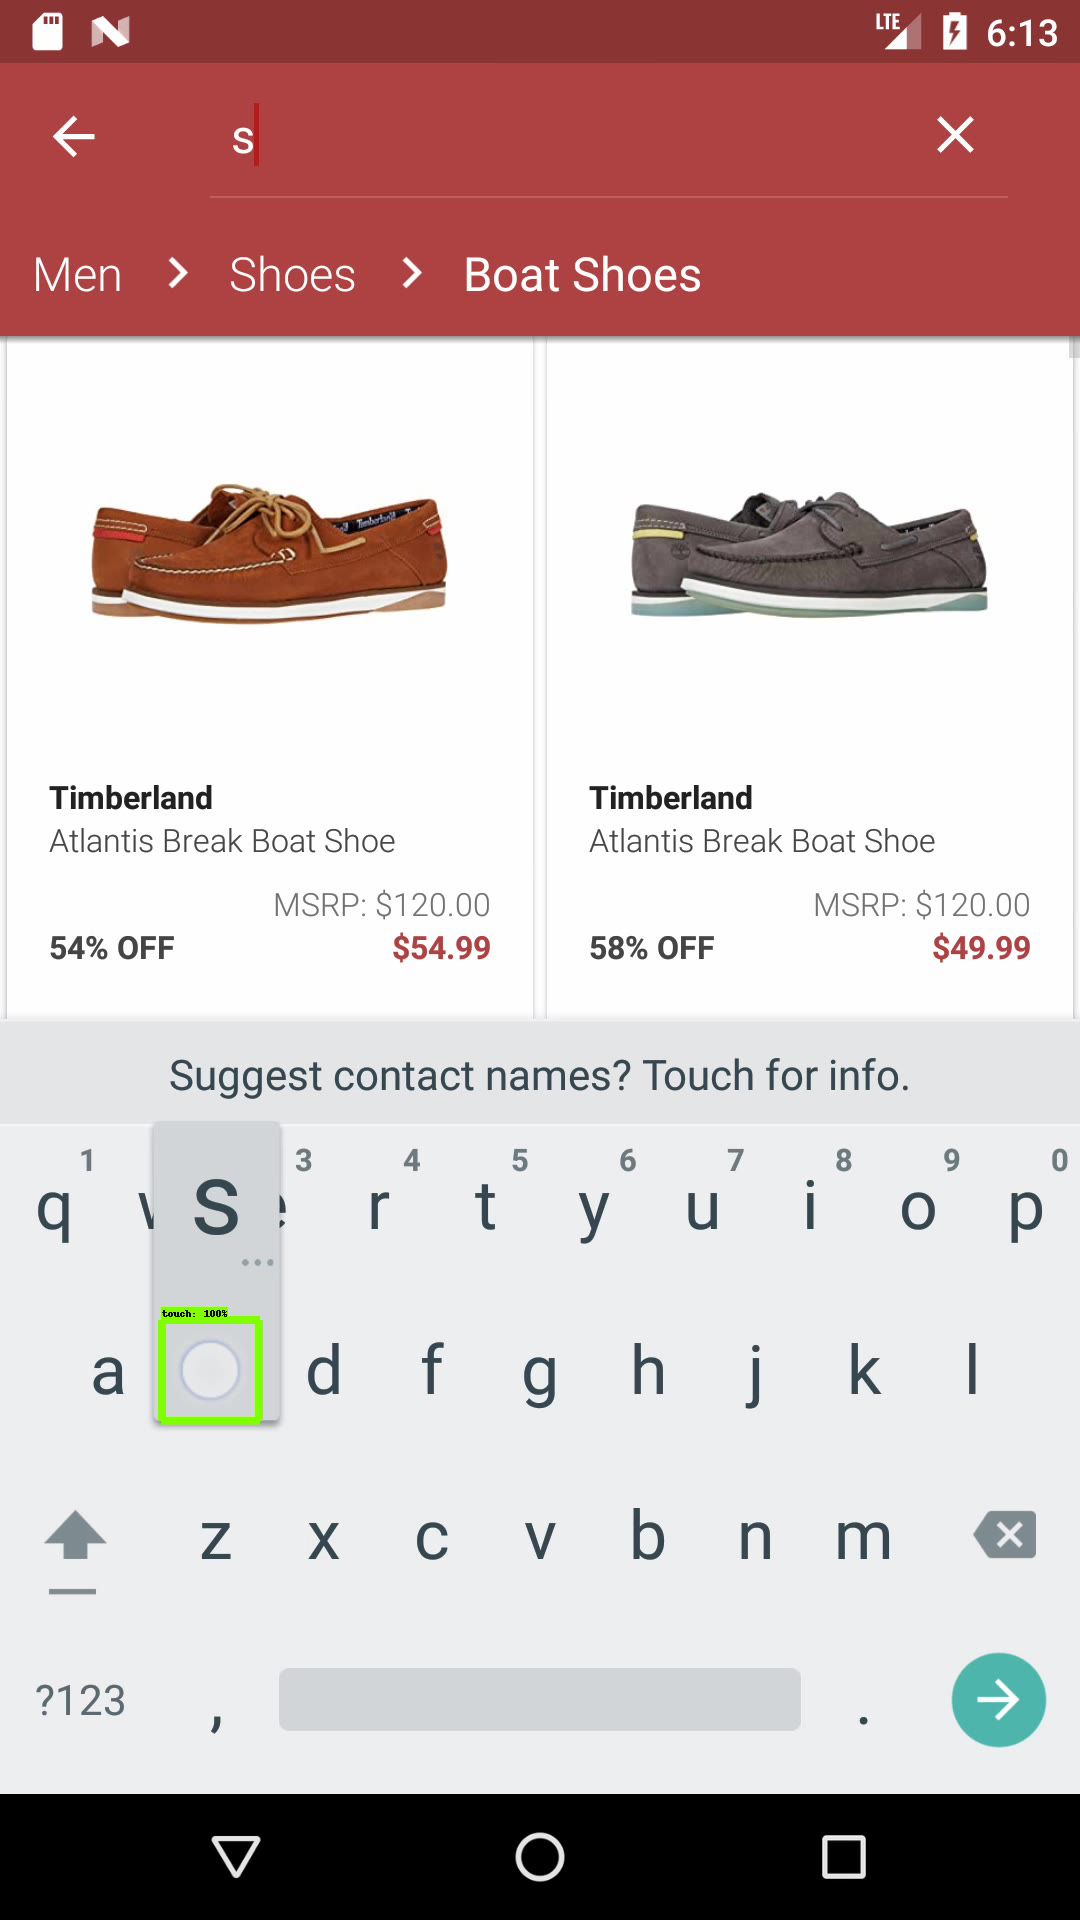 LTE 6:13
s
Men > Shoes > Boat Shoes
Timberland
Atlantis Break Boat Shoe
MSRP: $120.00
54% OFF $54.99
Timberland
Atlantis Break Boat Shoe
MSRP: $120.00
58% OFF $49.99
Suggest contact names? Touch for info.
1 3 4 5 6 7 8 9 0
q s e r t y u i o p
touch: 100%
a d f g h j k l
z x c v b n m
?123 , .